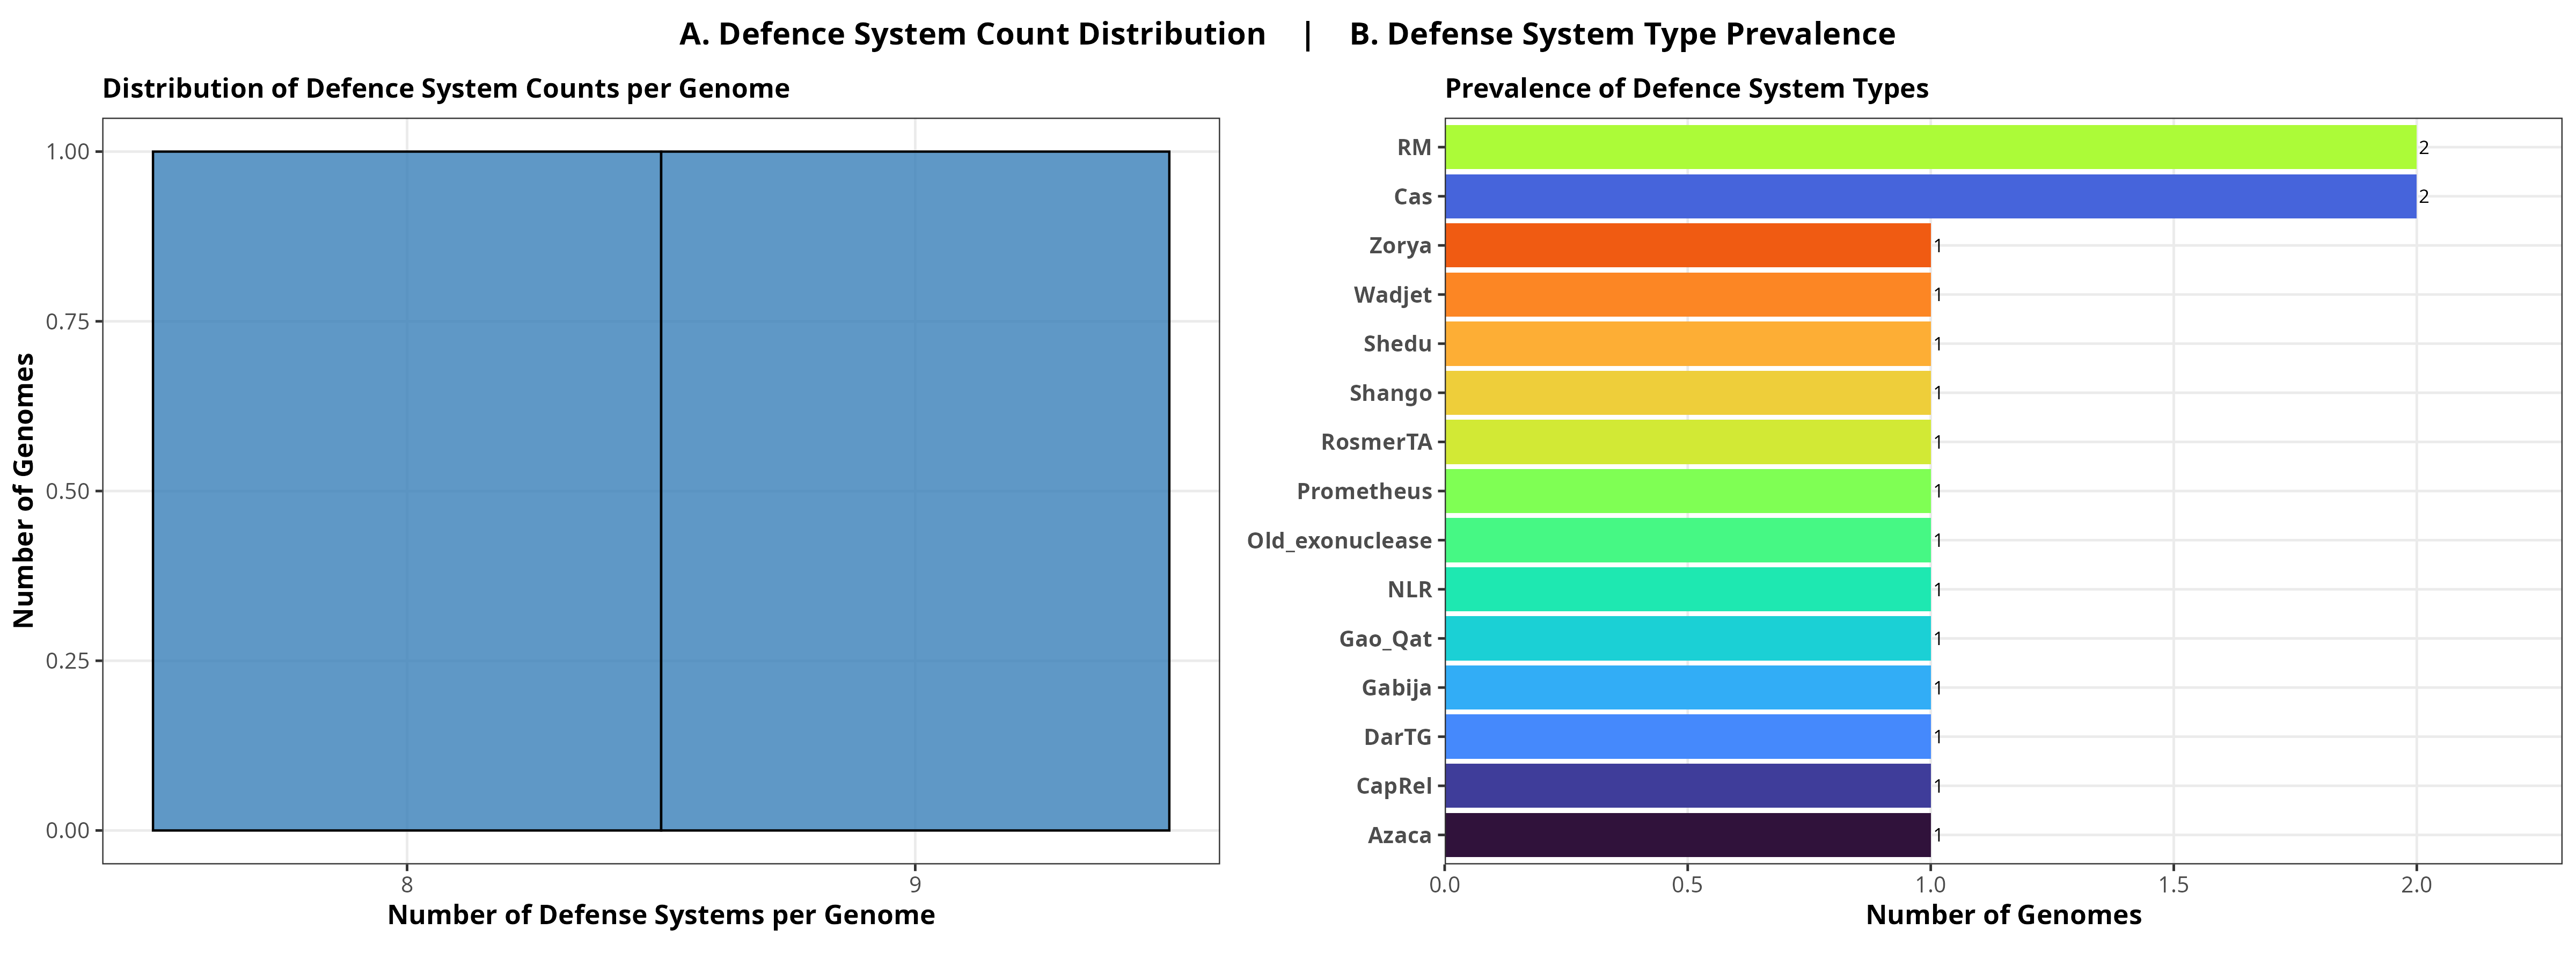 A. Defence System Count Distribution | B. Defense System Type Prevalence
Distribution of Defence System Counts per Genome
1.00
0.75
0.50
0.25
0.00
Number of Genomes
8 9
Number of Defense Systems per Genome
Prevalence of Defence System Types
RM 2
Cas 2
Zorya 1
Wadjet 1
Shedu 1
Shango 1
RosmerTA 1
Prometheus 1
Old_exonuclease 1
NLR 1
Gao_Qat 1
Gabija 1
DarTG 1
CapRel 1
Azaca 1
0.0 0.5 1.0 1.5 2.0
Number of Genomes